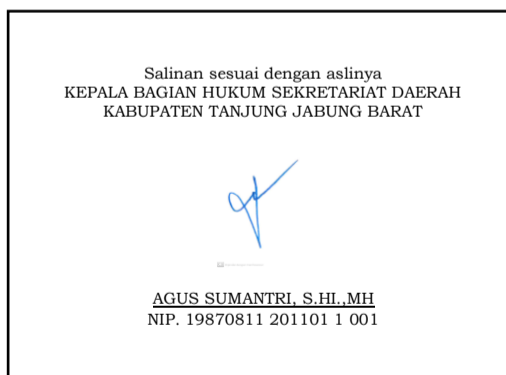 Salinan sesuai dengan aslinya
KEPALA BAGIAN HUKUM SEKRETARIAT DAERAH
KABUPATEN TANJUNG JABUNG BARAT
AGUS SUMANTRI, S.HI.,MH
NIP. 19870811 201101 1 001